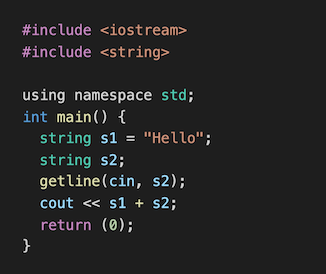 #include <iostream>
#include <string>

using namespace std;
int main() {
  string s1 = "Hello";
  string s2;
  getline(cin, s2);
  cout << s1 + s2;
  return (0);
}